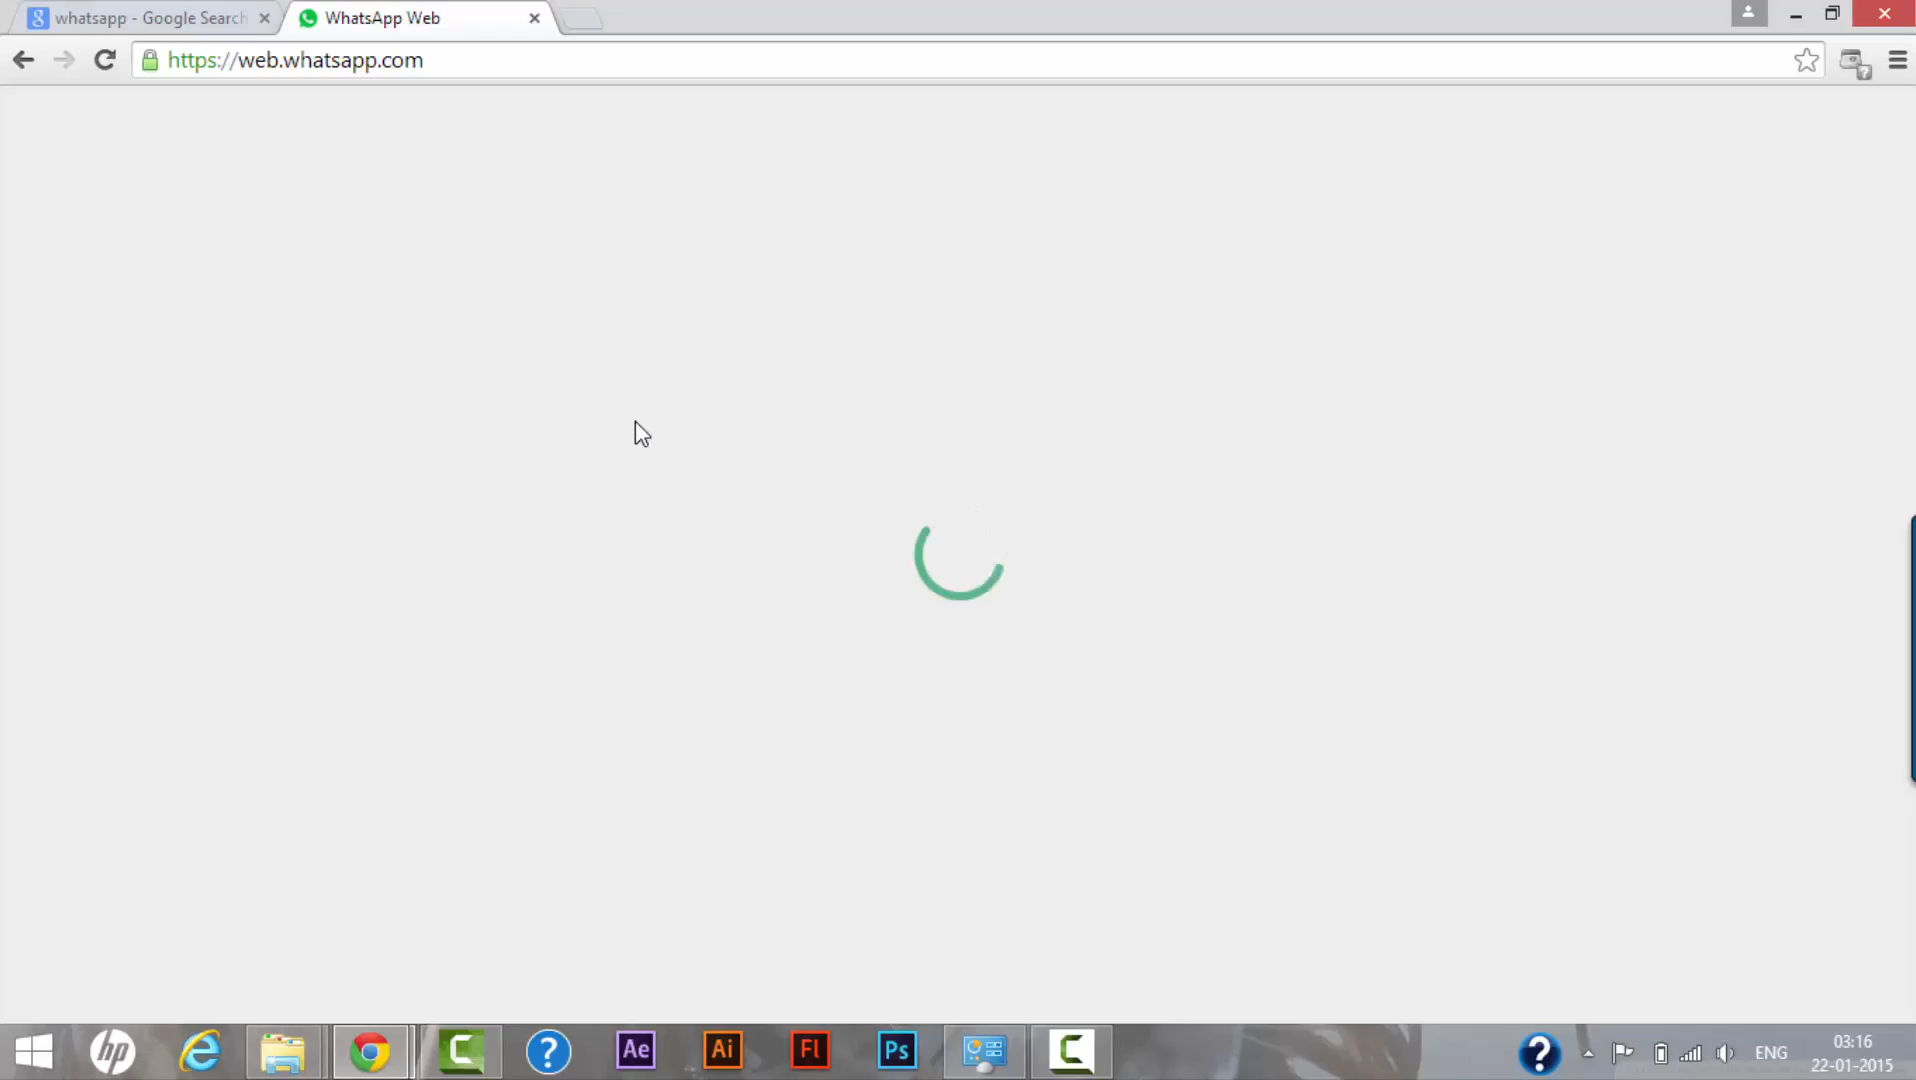 whatsapp - Google Search
WhatsApp Web
https://web.whatsapp.com
hp
Ae
Ai
Fl
Ps
ENG
03:16
22-01-2015